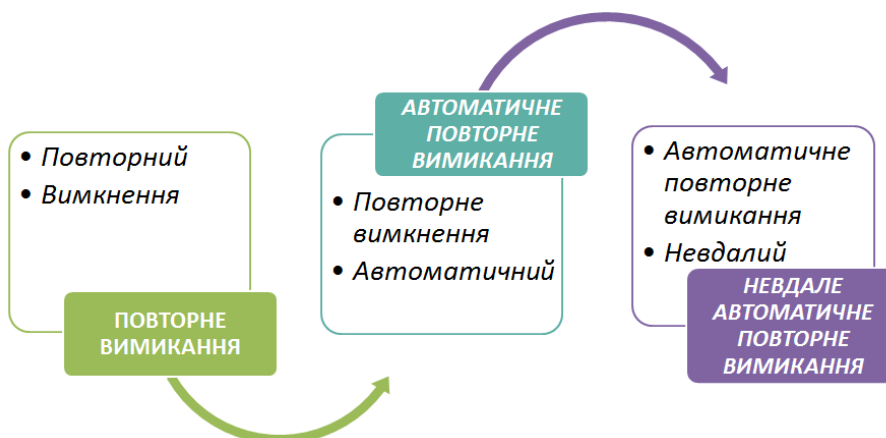 • Повторний
• Вимкнення
ПОВТОРНЕ
ВИМИКАННЯ
АВТОМАТИЧНЕ
ПОВТОРНЕ
ВИМИКАННЯ
• Повторне
вимкнення
• Автоматичний
• Автоматичне
повторне
вимикання
• Невдалий
НЕВДАЛЕ
АВТОМАТИЧНЕ
ПОВТОРНЕ
ВИМИКАННЯ